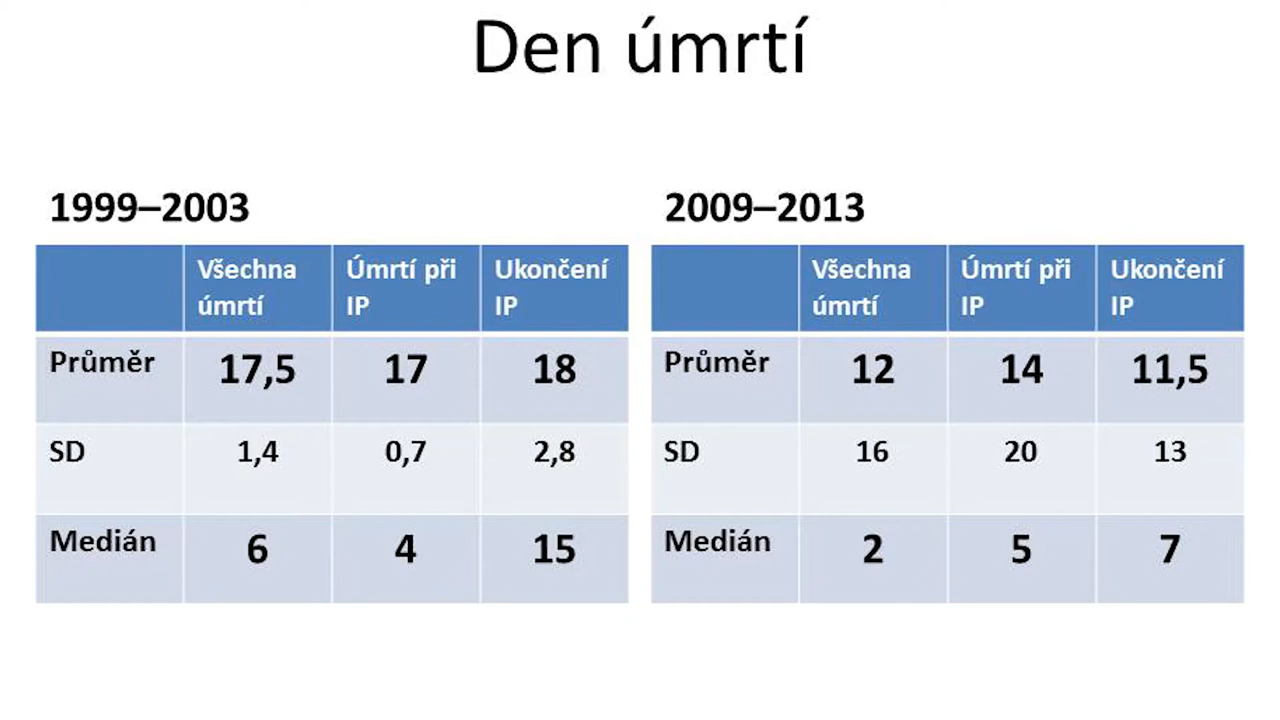 Den úmrtí
1999–2003
Všechna úmrtí Úmrtí při IP Ukončení IP
Průměr 17,5 17 18
SD 1,4 0,7 2,8
Medián 6 4 15
2009–2013
Všechna úmrtí Úmrtí při IP Ukončení IP
Průměr 12 14 11,5
SD 16 20 13
Medián 2 5 7